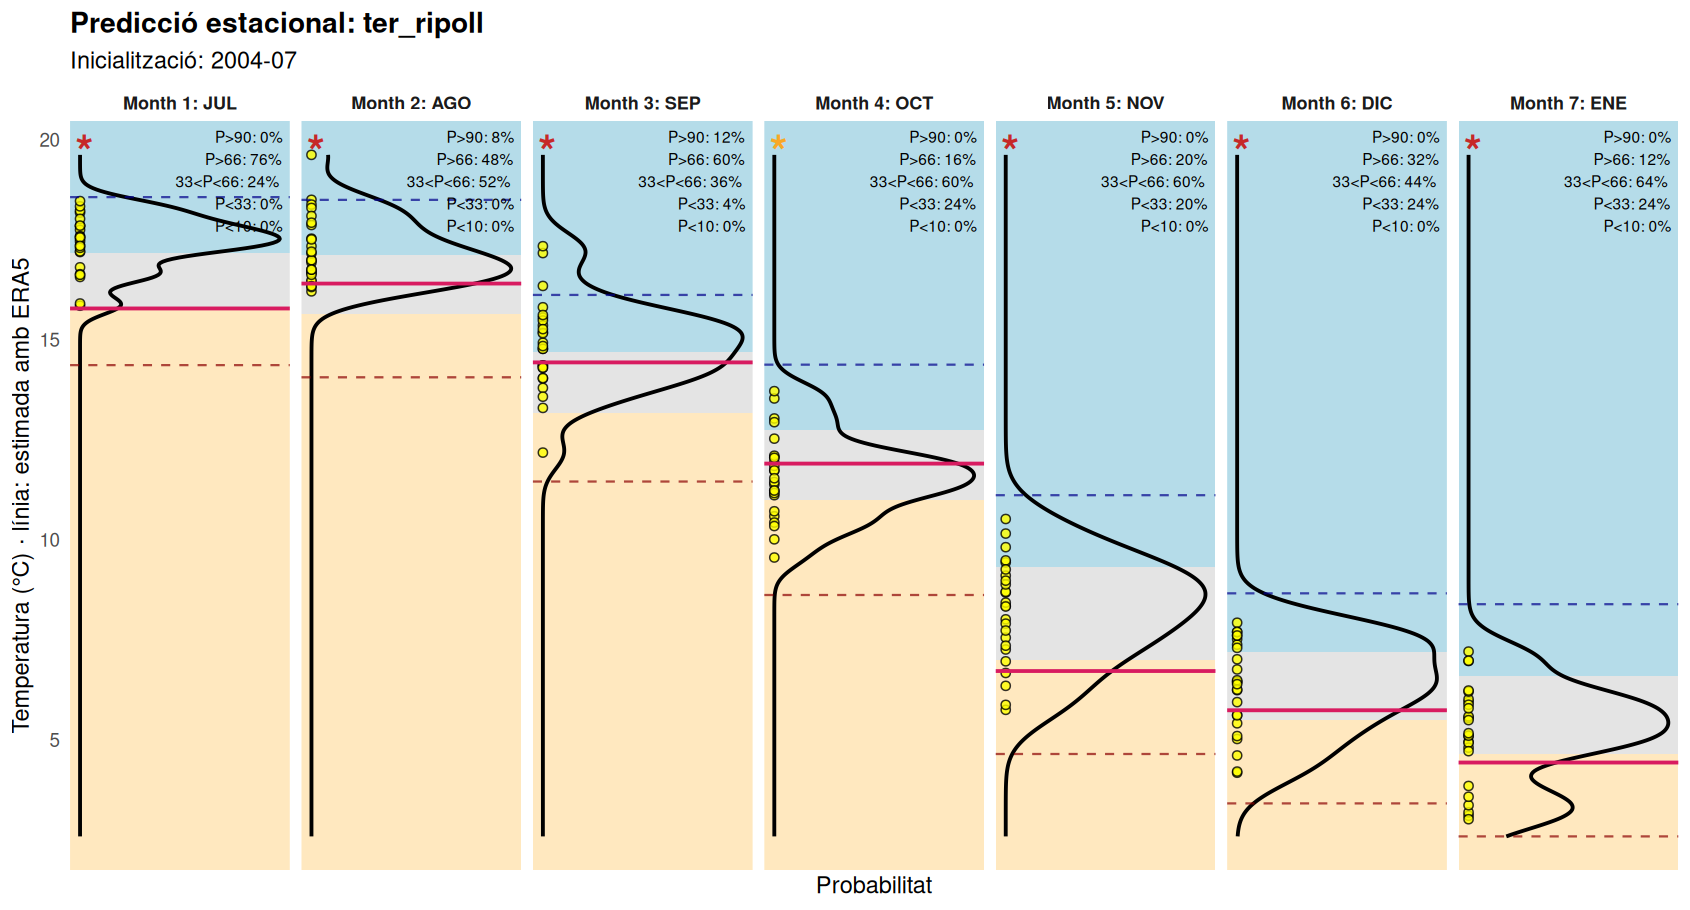 Predicció estacional: ter_ripoll
Inicialització: 2004-07
Month 1: JUL
Month 2: AGO
Month 3: SEP
Month 4: OCT
Month 5: NOV
Month 6: DIC
Month 7: ENE
Temperatura (°C) · línia: estimada amb ERA5
20
15
10
5
*
P>90: 0%
P>66: 76%
33<P<66: 24%
P<33: 0%
P<10: 0%
*
P>90: 8%
P>66: 48%
33<P<66: 52%
P<33: 0%
P<10: 0%
*
P>90: 12%
P>66: 60%
33<P<66: 36%
P<33: 4%
P<10: 0%
*
P>90: 0%
P>66: 16%
33<P<66: 60%
P<33: 24%
P<10: 0%
*
P>90: 0%
P>66: 20%
33<P<66: 60%
P<33: 20%
P<10: 0%
*
P>90: 0%
P>66: 32%
33<P<66: 44%
P<33: 24%
P<10: 0%
*
P>90: 0%
P>66: 12%
33<P<66: 64%
P<33: 24%
P<10: 0%
Probabilitat